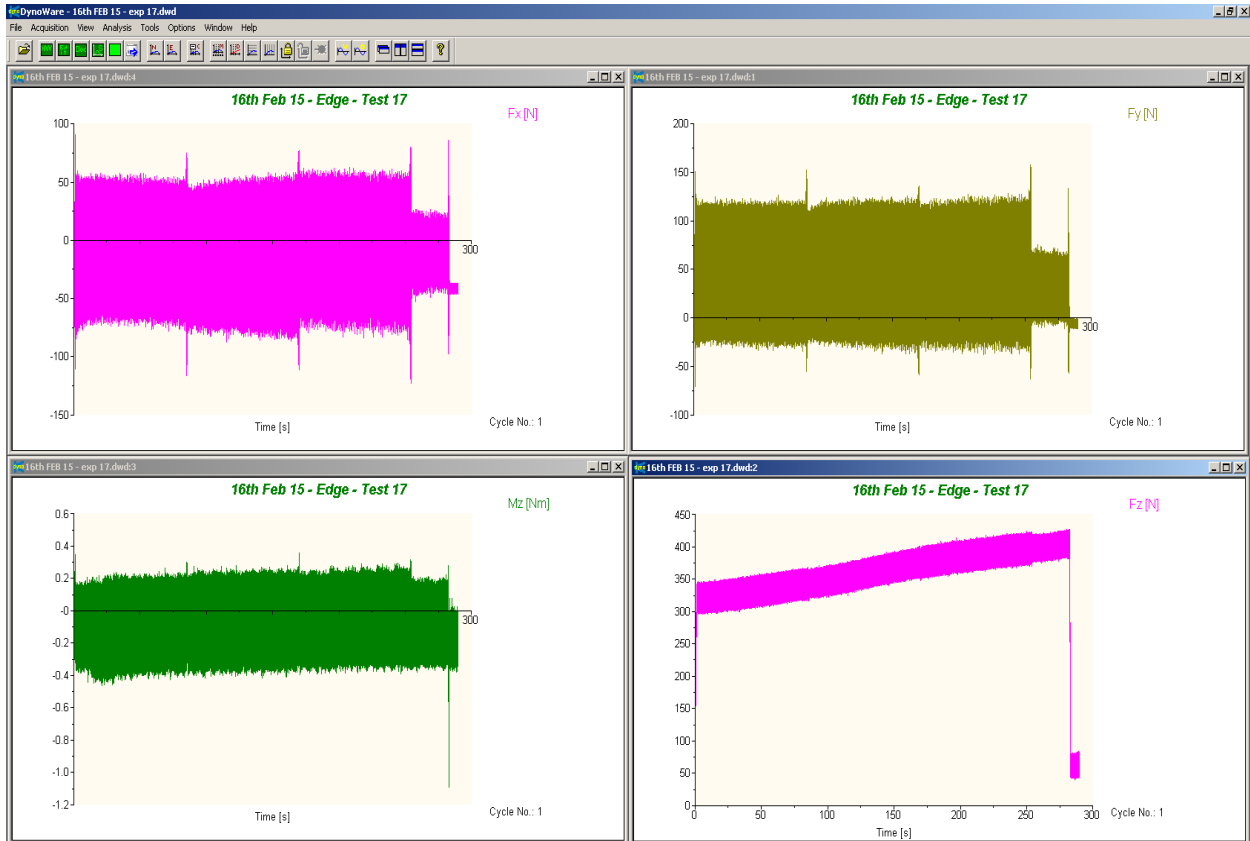 DynoWare - 16th FEB 15 - exp 17.dwd
File Acquisition View Analysis Tools Options Window Help
16th FEB 15 - exp 17.dwd:4
16th Feb 15 - Edge - Test 17
Fx [N]
100
50
0
-50
-100
-150
300
Time [s]
Cycle No.: 1
16th FEB 15 - exp 17.dwd:1
16th Feb 15 - Edge - Test 17
Fy [N]
200
150
100
50
0
-50
-100
300
Time [s]
Cycle No.: 1
16th FEB 15 - exp 17.dwd:3
16th Feb 15 - Edge - Test 17
Mz [Nm]
0.6
0.4
0.2
-0
-0.2
-0.4
-0.6
-0.8
-1.0
-1.2
300
Time [s]
Cycle No.: 1
16th FEB 15 - exp 17.dwd:2
16th Feb 15 - Edge - Test 17
Fz [N]
450
400
350
300
250
200
150
100
50
0
0 50 100 150 200 250 300
Time [s]
Cycle No.: 1